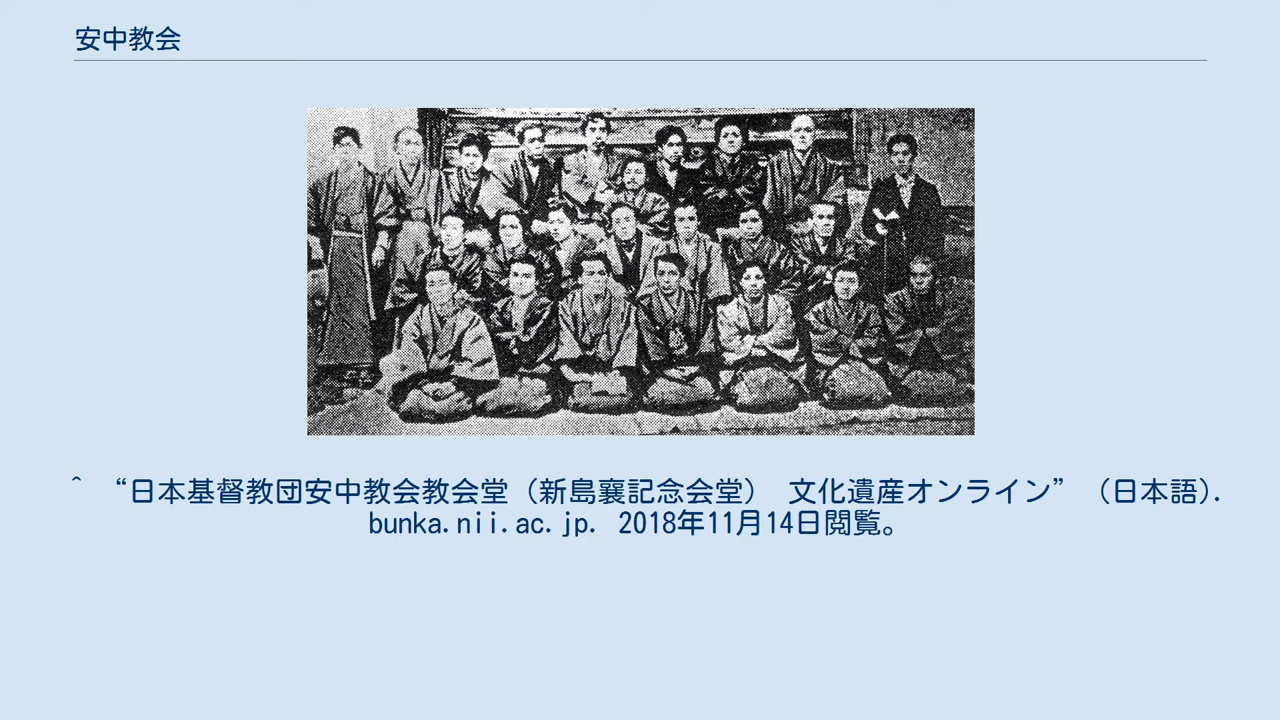 安中教会
^ “日本基督教団安中教会教会堂（新島襄記念会堂） 文化遺産オンライン” （日本語).
bunka.nii.ac.jp. 2018年11月14日閲覧。